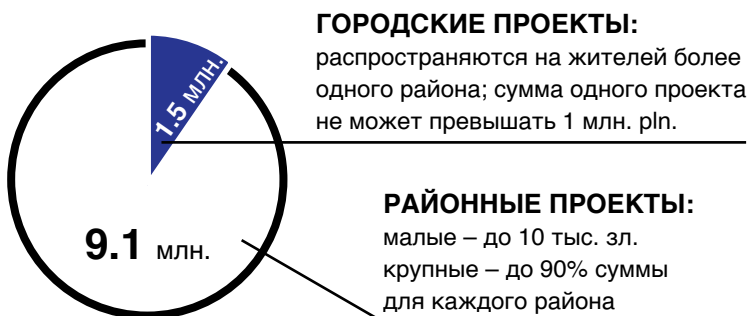 ГОРОДСКИЕ ПРОЕКТЫ:
распространяются на жителей более
одного района; сумма одного проекта
не может превышать 1 млн. pln.
1.5 млн.
РАЙОННЫЕ ПРОЕКТЫ:
малые – до 10 тыс. зл.
крупные – до 90% суммы
для каждого района
9.1 млн.